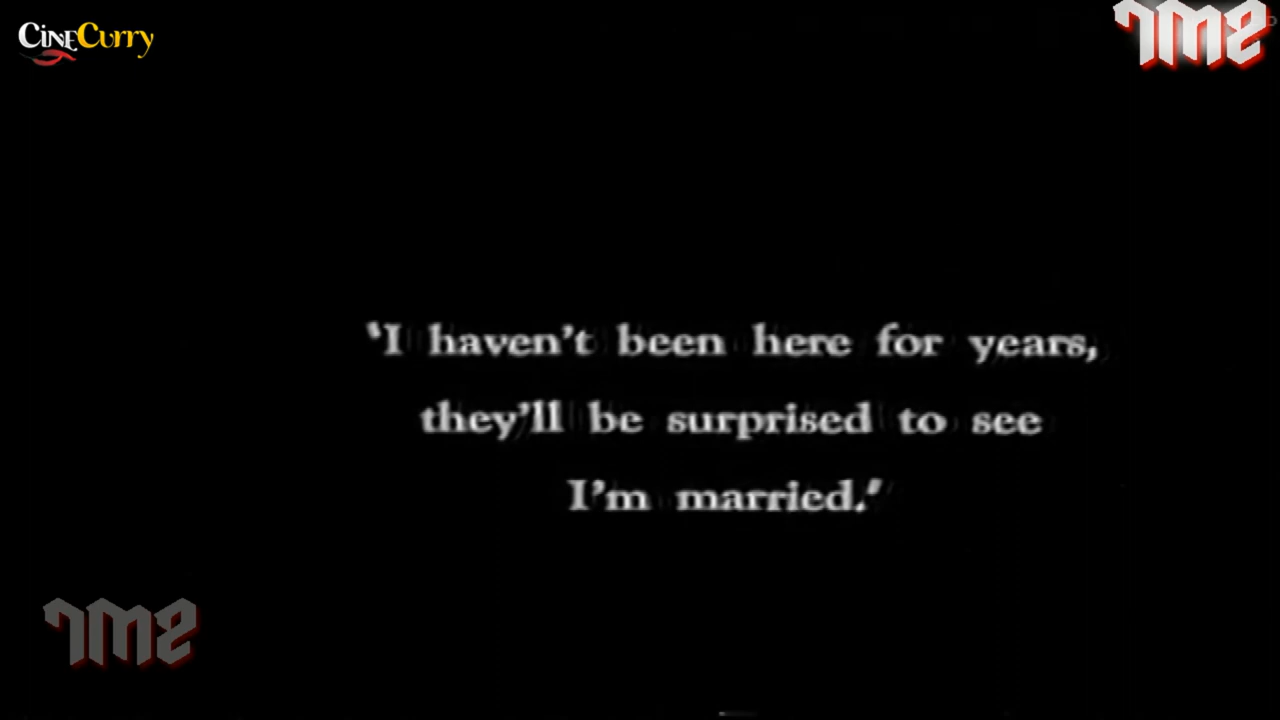 CineCurry
'I haven't been here for years,
they'll be surprised to see
I'm married.'